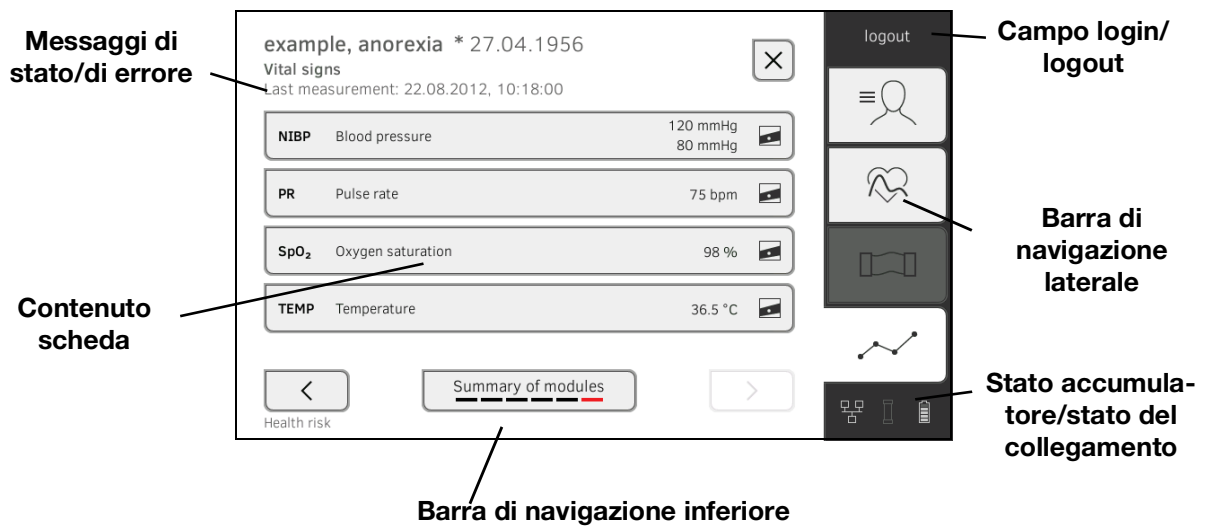 Messaggi di
stato/di errore
Contenuto
scheda
example, anorexia * 27.04.1956
Vital signs
Last measurement: 22.08.2012, 10:18:00
NIBP Blood pressure 120 mmHg
80 mmHg
PR Pulse rate 75 bpm
SpO₂ Oxygen saturation 98 %
TEMP Temperature 36.5 °C
Summary of modules
Health risk
logout
Campo login/
logout
Barra di
navigazione
laterale
Stato accumula-
tore/stato del
collegamento
Barra di navigazione inferiore